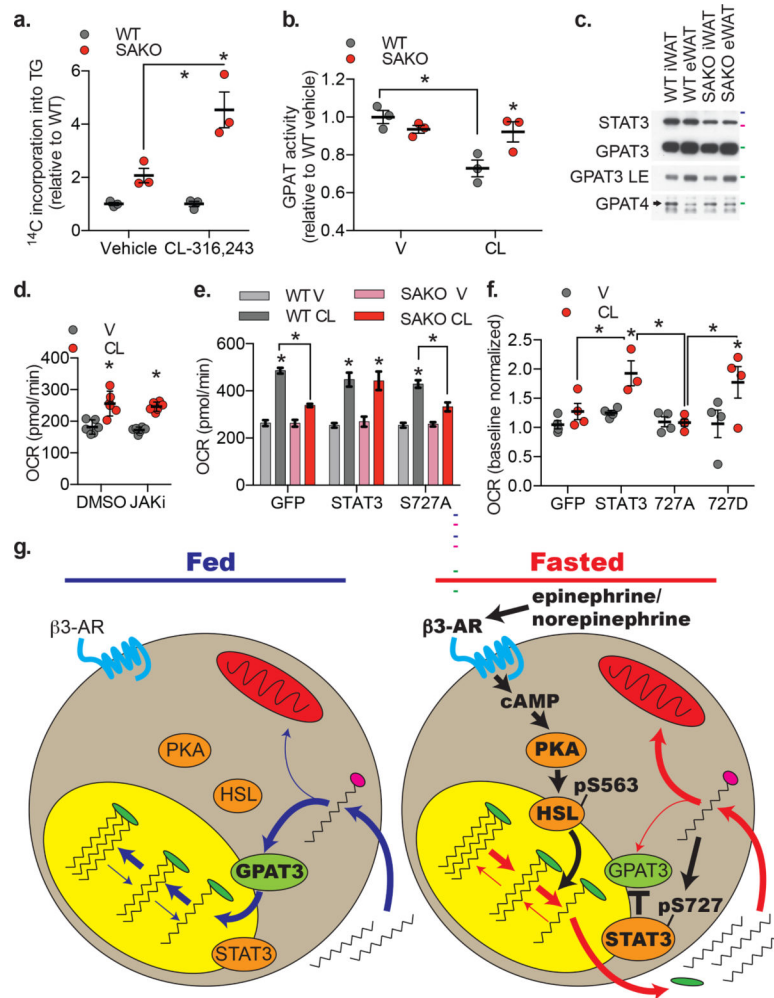 a.
WT
SAKO
*
*
6
4
2
0
14C incorporation into TG
(relative to WT)
Vehicle CL-316,243
b.
WT
SAKO
*
*
1.2
1.0
0.8
0.6
0.4
GPAT activity
(relative to WT vehicle)
V CL
c.
WT iWAT
WT eWAT
SAKO iWAT
SAKO eWAT
STAT3
GPAT3
GPAT3 LE
GPAT4
d.
V
CL
*
*
400
300
200
100
0
OCR (pmol/min)
DMSO JAKi
e.
WT V SAKO V
WT CL SAKO CL
*
*
* * * *
*
600
400
200
0
OCR (pmol/min)
GFP STAT3 S727A
f.
V
CL
* * * * *
2.5
2.0
1.5
1.0
0.5
0.0
OCR (baseline normalized)
GFP STAT3 727A 727D
g.
Fed
β3-AR
PKA
HSL
GPAT3
STAT3
Fasted
epinephrine/
norepinephrine
β3-AR
cAMP
PKA
pS563
HSL
GPAT3
pS727
STAT3